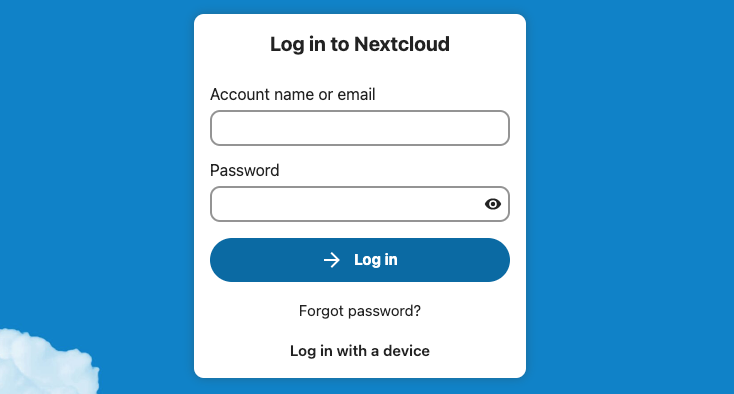 Log in to Nextcloud
Account name or email
Password
Log in
Forgot password?
Log in with a device